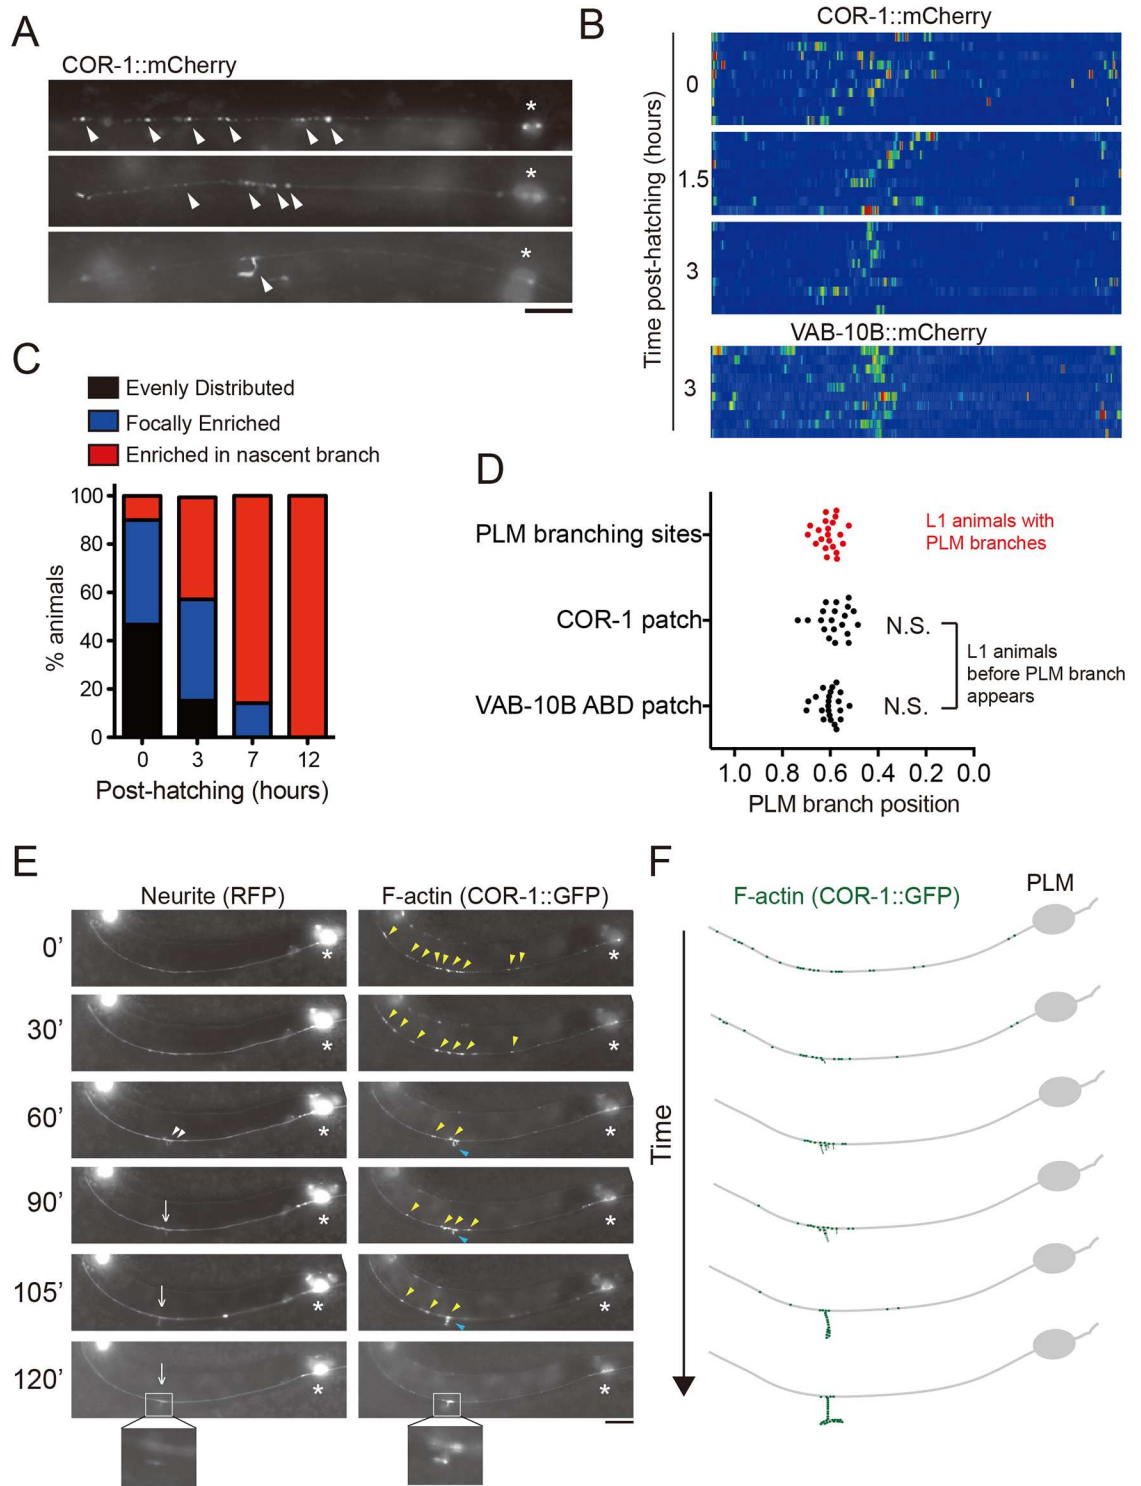 A
COR-1::mCherry
*
*
*
B
COR-1::mCherry
Time post-hatching (hours)
0
1.5
3
VAB-10B::mCherry
3
C
Evenly Distributed
Focally Enriched
Enriched in nascent branch
% animals
100
80
60
40
20
0
0 3 7 12
Post-hatching (hours)
D
PLM branching sites
COR-1 patch
VAB-10B ABD patch
L1 animals with
PLM branches
N.S.
N.S.
L1 animals
before PLM branch
appears
1.0 0.8 0.6 0.4 0.2 0.0
PLM branch position
E
Neurite (RFP)
F-actin (COR-1::GFP)
0’
* *
30’
* *
60’
* *
90’
* *
105’
* *
120’
* *
F
F-actin (COR-1::GFP)
PLM
Time